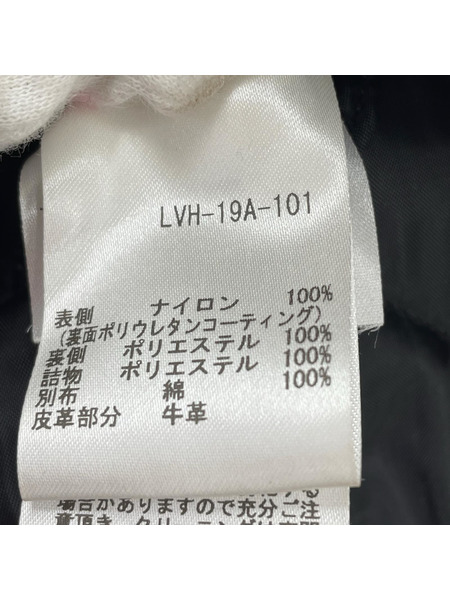 LVH-19A-101
表側 ナイロン 100%
(裏面ポリウレタンコーティング)
裏側 ポリエステル 100%
詰物 ポリエステル 100%
別布 綿 100%
皮革部分 牛革
場合がありますので充分ご注